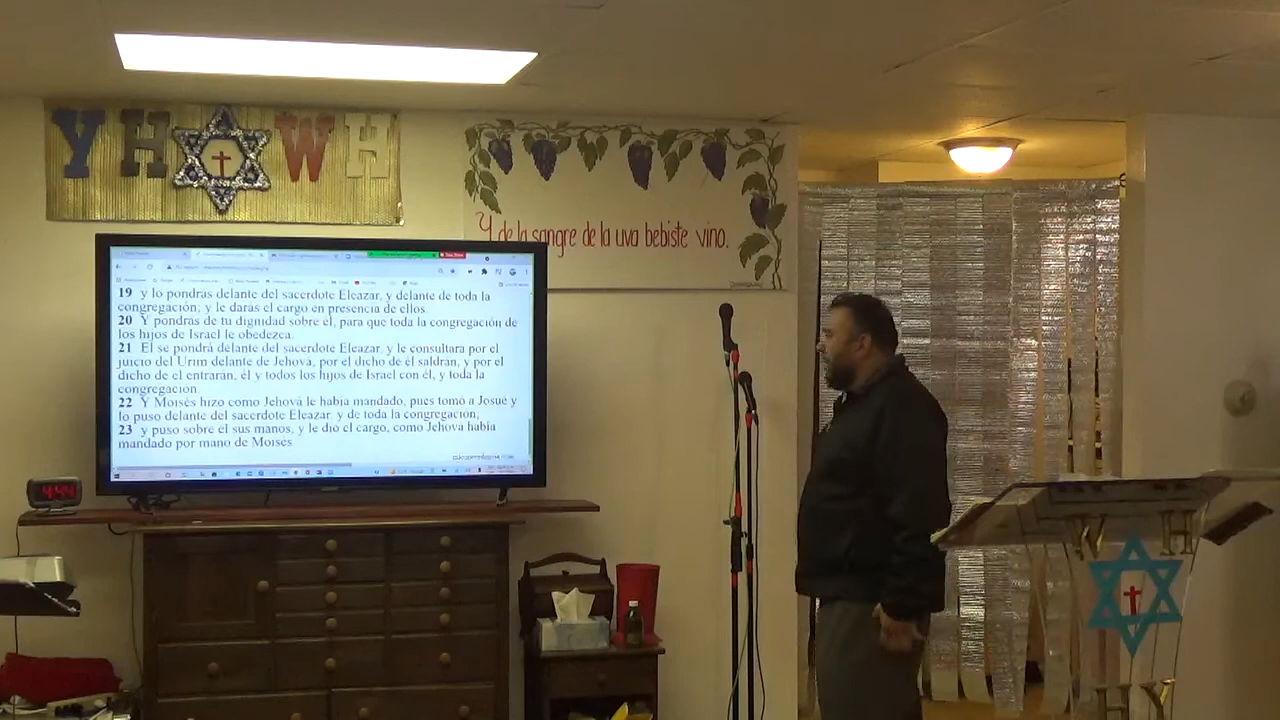 YH WH
Y de la sangre de la uva bebiste vino.
19 y lo pondrás delante del sacerdote Eleazar, y delante de toda la
congregación; y le darás el cargo en presencia de ellos.
20 Y pondrás de tu dignidad sobre él, para que toda la congregación de
los hijos de Israel le obedezca.
21 El se pondrá delante del sacerdote Eleazar, y le consultará por el
juicio del Urim delante de Jehová; por el dicho de él saldrán, y por el
dicho de él entrarán, él y todos los hijos de Israel con él, y toda la
congregación.
22 Y Moisés hizo como Jehová le había mandado, pues tomó a Josué y
lo puso delante del sacerdote Eleazar, y de toda la congregación;
23 y puso sobre él sus manos, y le dio el cargo, como Jehová había
mandado por mano de Moisés
4:44
W H